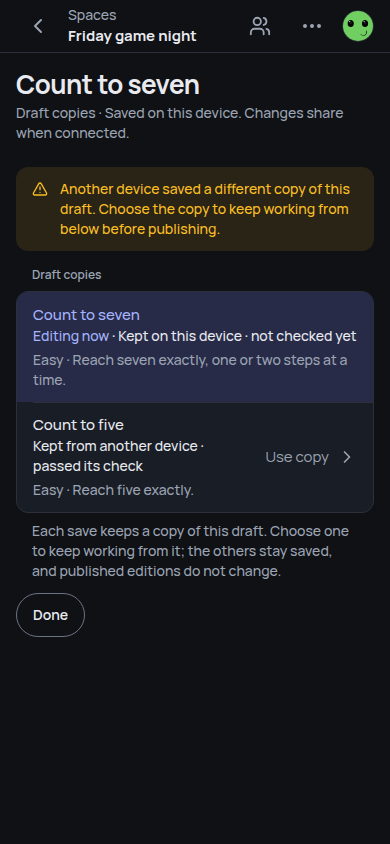 Spaces
Friday game night
Count to seven
Draft copies · Saved on this device. Changes share
when connected.
Another device saved a different copy of this
draft. Choose the copy to keep working from
below before publishing.
Draft copies
Count to seven
Editing now · Kept on this device · not checked yet
Easy · Reach seven exactly, one or two steps at a
time.
Count to five
Kept from another device ·
passed its check
Use copy
Easy · Reach five exactly.
Each save keeps a copy of this draft. Choose one
to keep working from it; the others stay saved,
and published editions do not change.
Done